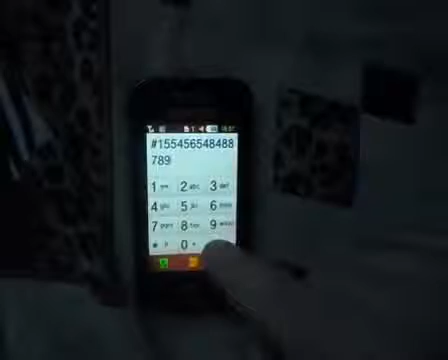 #155456548488
789
1
2 abc
3 def
4 ghi
5 jkl
6 mno
7 pqrs
8 tuv
9 wxyz
*
0 +